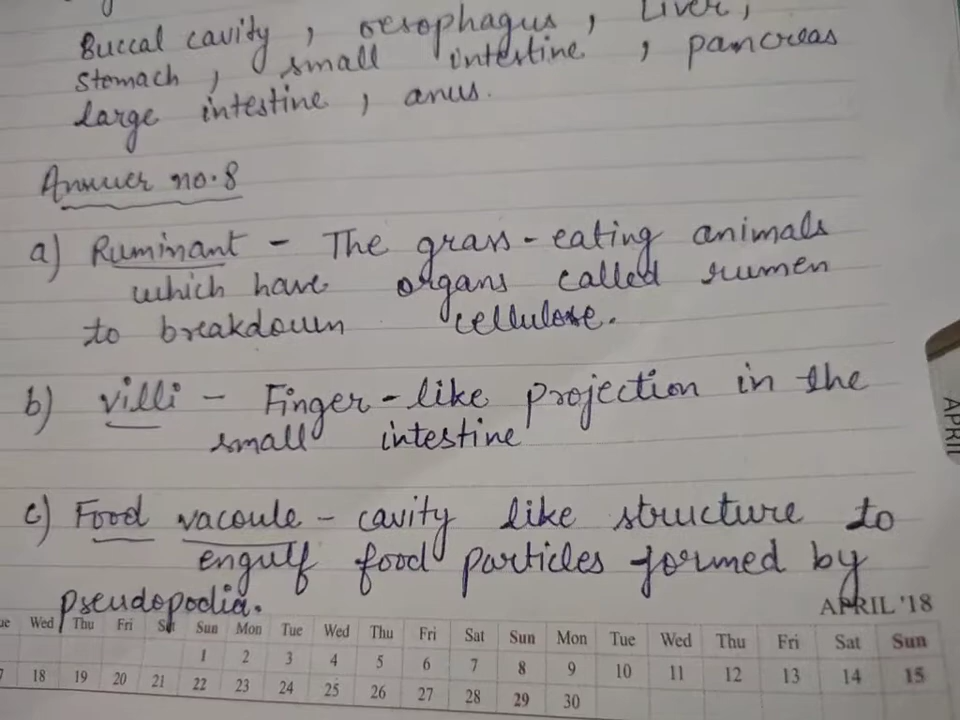 Buccal cavity, oesophagus, Liver,
Stomach, small intestine, pancreas
large intestine, anus.
Answer no.8
a) Ruminant - The grass-eating animals
which have organs called rumen
to breakdown cellulose.
b) villi - Finger-like projection in the
small intestine
c) Food vacoule - cavity like structure to
engulf food particles formed by
pseudopodia.
APRIL
APRIL '18
ue Wed Thu Fri Sat Sun Mon Tue Wed Thu Fri Sat Sun Mon Tue Wed Thu Fri Sat Sun
1 2 3 4 5 6 7 8 9 10 11 12 13 14 15
7 18 19 20 21 22 23 24 25 26 27 28 29 30